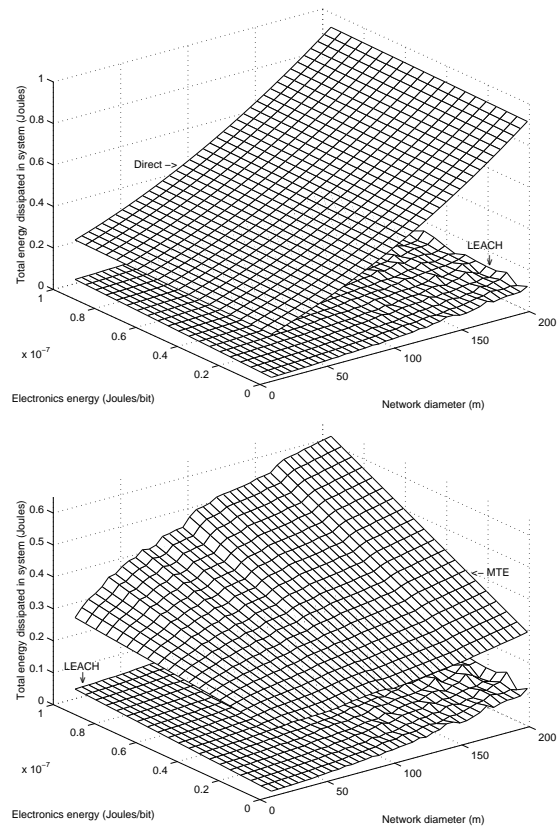 1
0.8
0.6
0.4
0.2
0
Total energy dissipated in system (Joules)
Direct −>
LEACH
1
0.8
0.6
0.4
0.2
0
x 10−7
Electronics energy (Joules/bit)
0
50
100
150
200
Network diameter (m)
0.6
0.5
0.4
0.3
0.2
0.1
0
Total energy dissipated in system (Joules)
<− MTE
LEACH
1
0.8
0.6
0.4
0.2
0
x 10−7
Electronics energy (Joules/bit)
0
50
100
150
200
Network diameter (m)